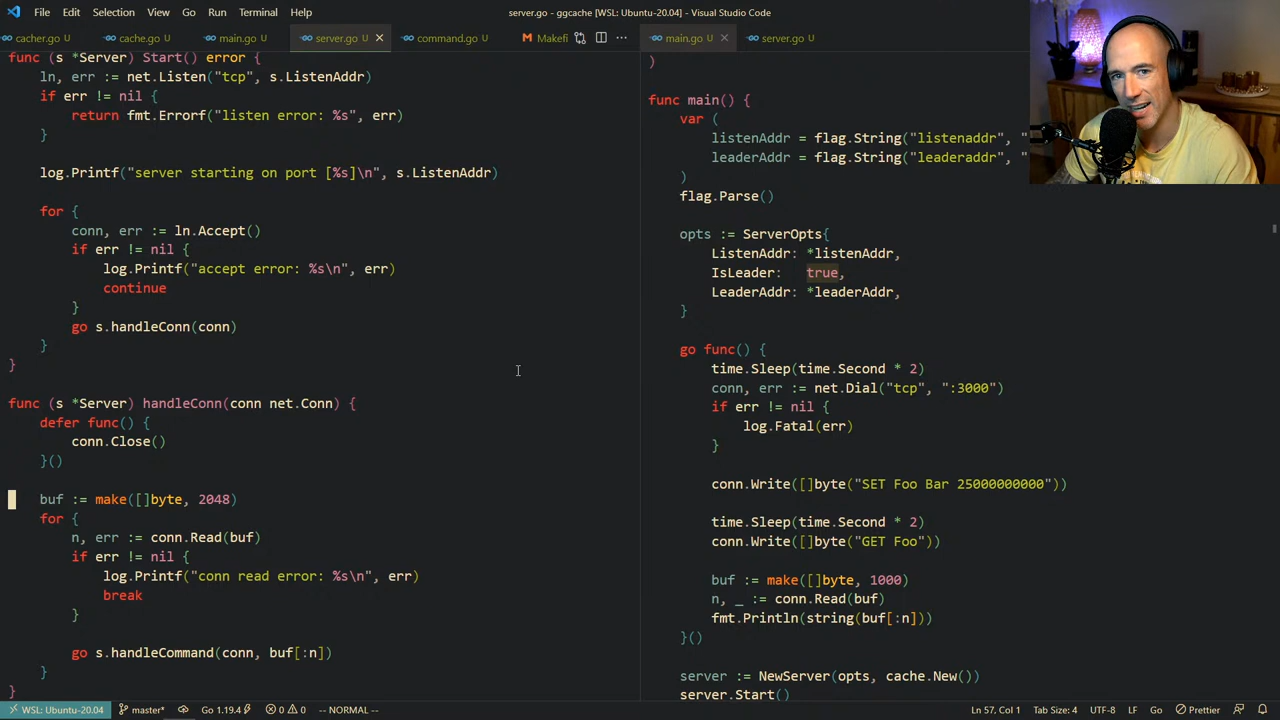 File Edit Selection View Go Run Terminal Help
server.go - ggcache [WSL: Ubuntu-20.04] - Visual Studio Code
cacher.go U cache.go U main.go U server.go U command.go U Makefi
main.go U server.go U
func (s *Server) Start() error {
ln, err := net.Listen("tcp", s.ListenAddr)
if err != nil {
return fmt.Errorf("listen error: %s", err)
}
log.Printf("server starting on port [%s]\n", s.ListenAddr)
for {
conn, err := ln.Accept()
if err != nil {
log.Printf("accept error: %s\n", err)
continue
}
go s.handleConn(conn)
}
}
func (s *Server) handleConn(conn net.Conn) {
defer func() {
conn.Close()
}()
buf := make([]byte, 2048)
for {
n, err := conn.Read(buf)
if err != nil {
log.Printf("conn read error: %s\n", err)
break
}
go s.handleCommand(conn, buf[:n])
}
}
)
func main() {
var (
listenAddr = flag.String("listenaddr", "
leaderAddr = flag.String("leaderaddr", "
)
flag.Parse()
opts := ServerOpts{
ListenAddr: *listenAddr,
IsLeader: true,
LeaderAddr: *leaderAddr,
}
go func() {
time.Sleep(time.Second * 2)
conn, err := net.Dial("tcp", ":3000")
if err != nil {
log.Fatal(err)
}
conn.Write([]byte("SET Foo Bar 25000000000"))
time.Sleep(time.Second * 2)
conn.Write([]byte("GET Foo"))
buf := make([]byte, 1000)
n, _ := conn.Read(buf)
fmt.Println(string(buf[:n]))
}()
server := NewServer(opts, cache.New())
server.Start()
WSL: Ubuntu-20.04 master* Go 1.19.4 0 0 -- NORMAL -- Ln 57, Col 1 Tab Size: 4 UTF-8 LF Go Prettier